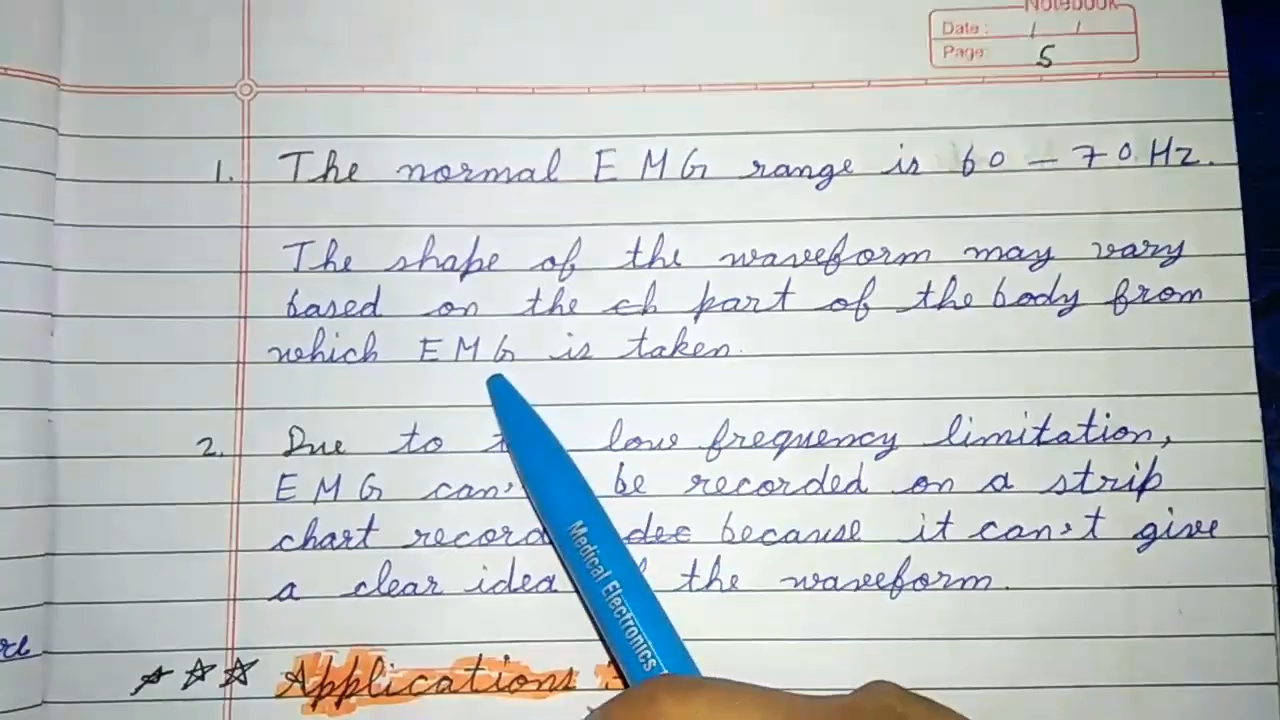 Notebook
Date : / /
Page: 5
1. The normal EMG range is 60 – 70 Hz.
The shape of the waveform may vary
based on the ch part of the body from
which EMG is taken.
2. Due to low frequency limitation,
EMG can't be recorded on a strip
chart record dec because it can't give
a clear idea the waveform.
Applications
Medical Electronics